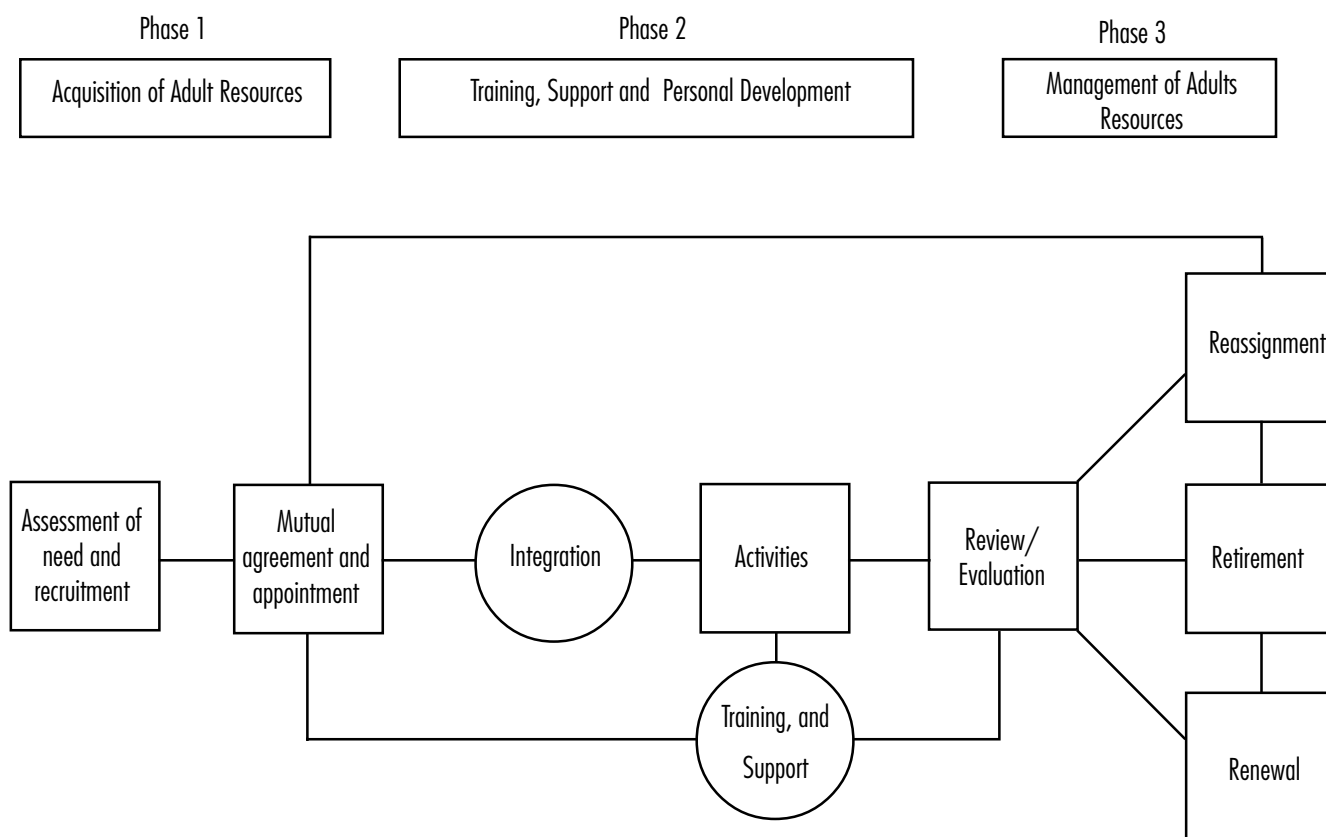 Phase 1
Phase 2
Phase 3
Acquisition of Adult Resources
Training, Support and Personal Development
Management of Adults
Resources
Reassignment
Assessment of
need and
recruitment
Mutual
agreement and
appointment
Integration
Activities
Review/
Evaluation
Retirement
Training, and
Support
Renewal